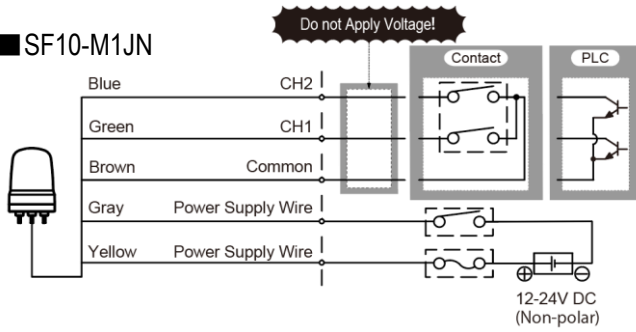 Do not Apply Voltage!
■SF10-M1JN
Contact
PLC
Blue CH2
Green CH1
Brown Common
Gray Power Supply Wire
Yellow Power Supply Wire
12-24V DC
(Non-polar)